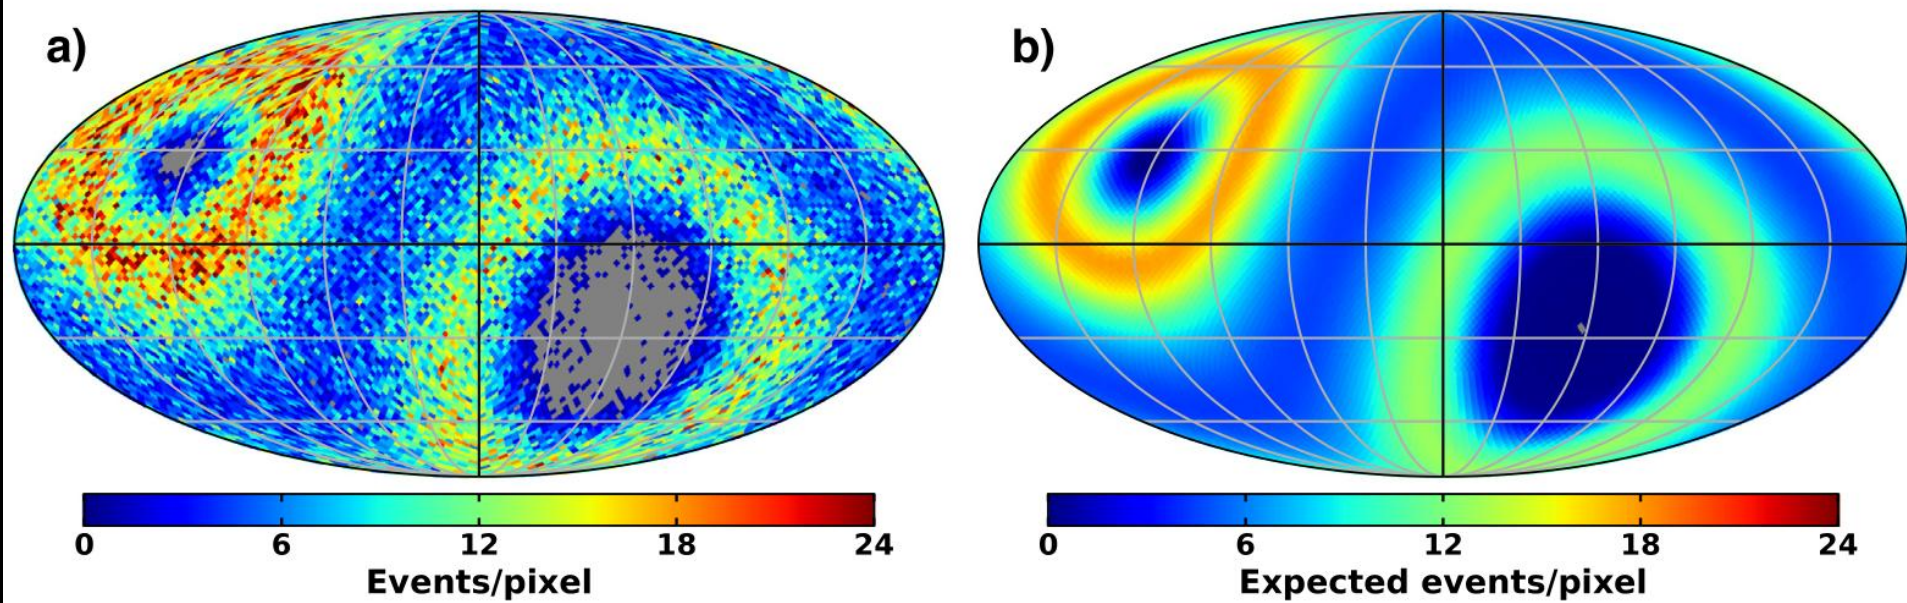 a)
b)
0 6 12 18 24
Events/pixel
0 6 12 18 24
Expected events/pixel